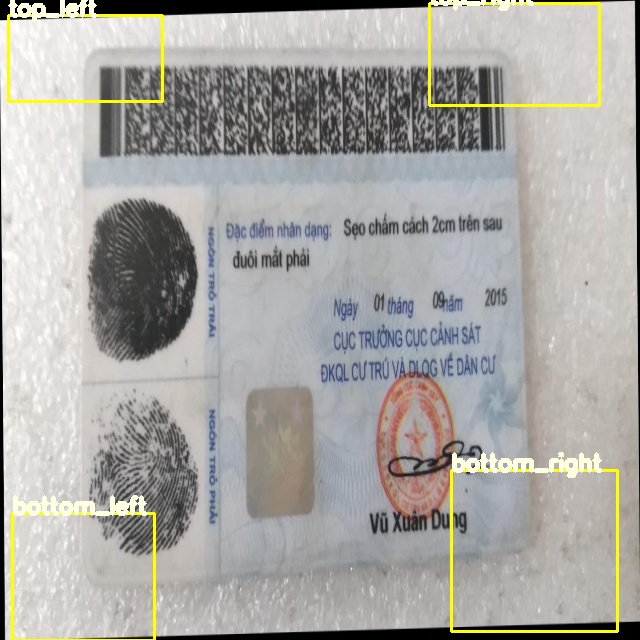 top_left
top_right
Đặc điểm nhân dạng: Sẹo chấm cách 2cm trên sau
đuôi mắt phải
NGÓN TRỎ TRÁI
Ngày 01 tháng 09 năm 2015
CỤC TRƯỞNG CỤC CẢNH SÁT
ĐKQL CƯ TRÚ VÀ DLQG VỀ DÂN CƯ
NGÓN TRỎ PHẢI
bottom_right
bottom_left
Vũ Xuân Dung